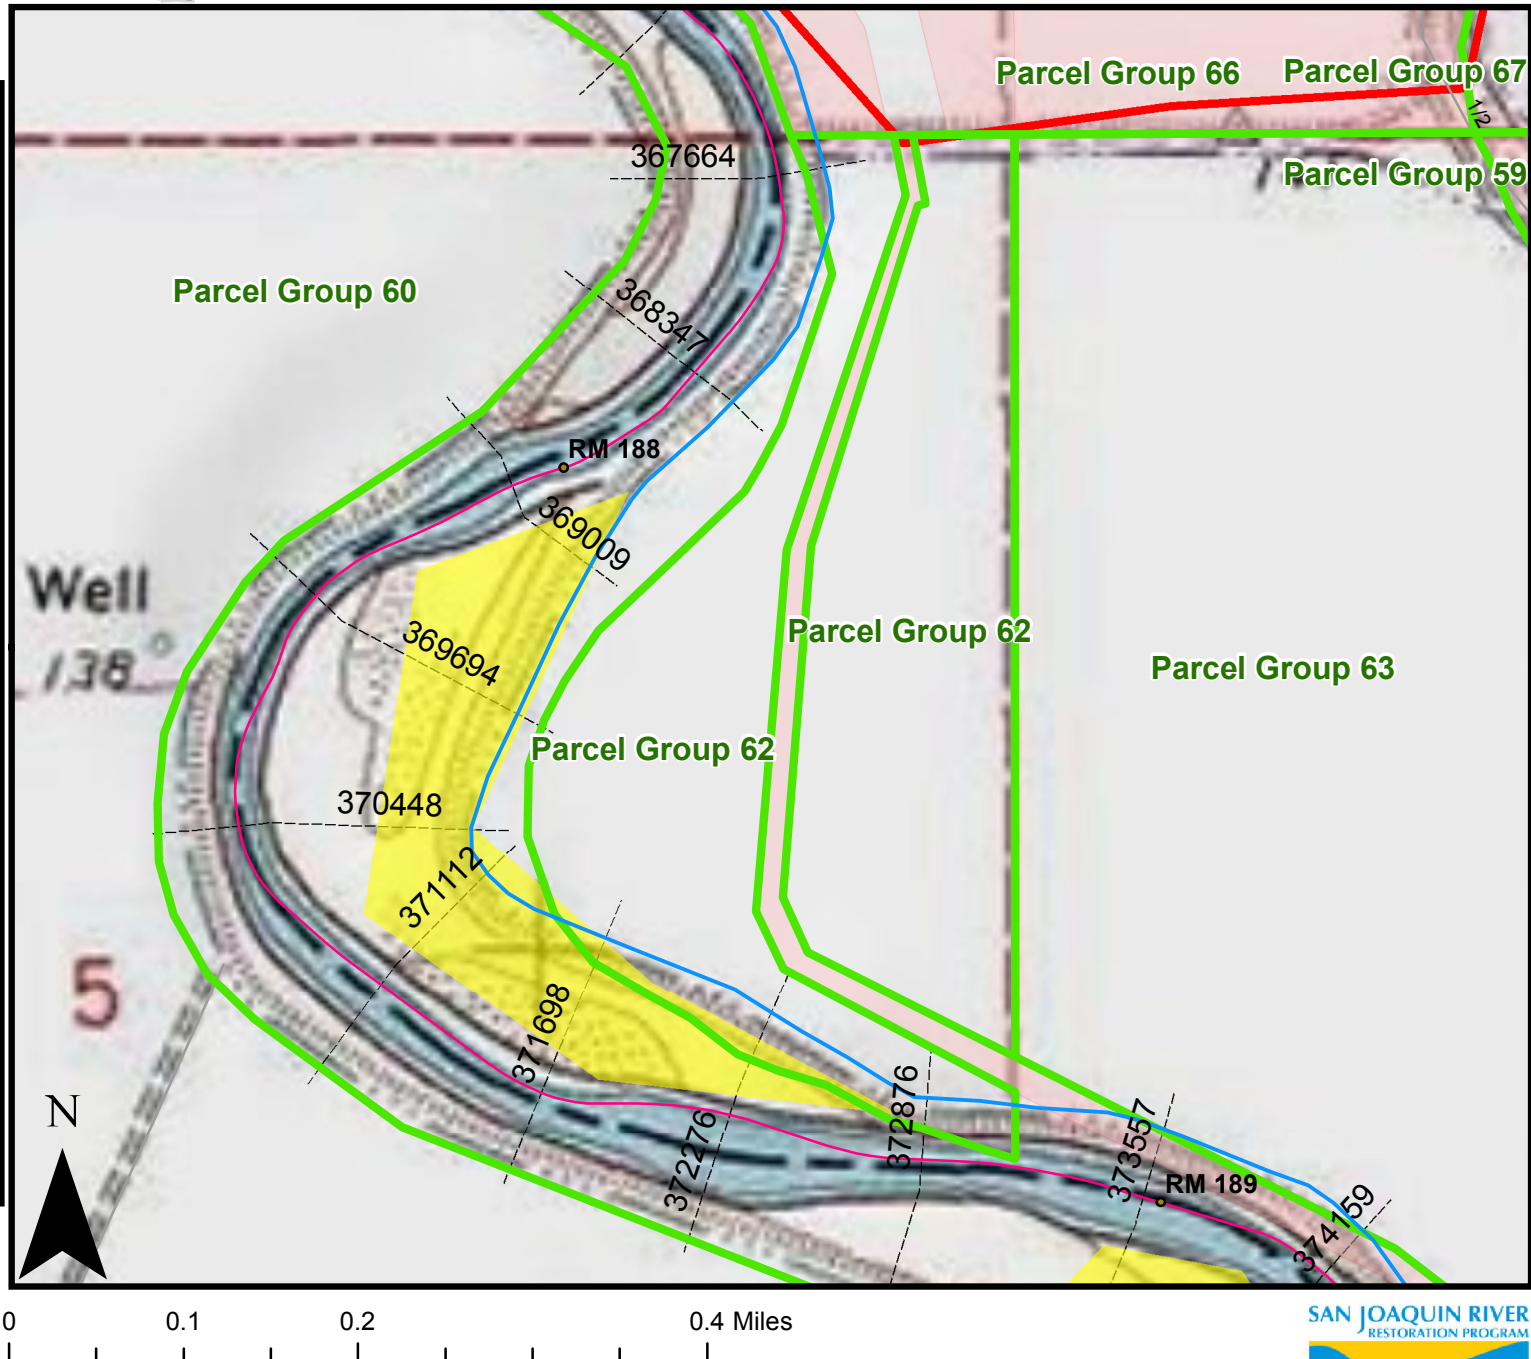 Parcel Group 66
Parcel Group 67
1/2
367664
Parcel Group 59
Parcel Group 60
368347
RM 188
369009
Well
138
369694
Parcel Group 62
Parcel Group 63
Parcel Group 62
370448
371112
5
371698
372276
372876
373557
RM 189
374159
N
0
0.1
0.2
0.4 Miles
SAN JOAQUIN RIVER
RESTORATION PROGRAM